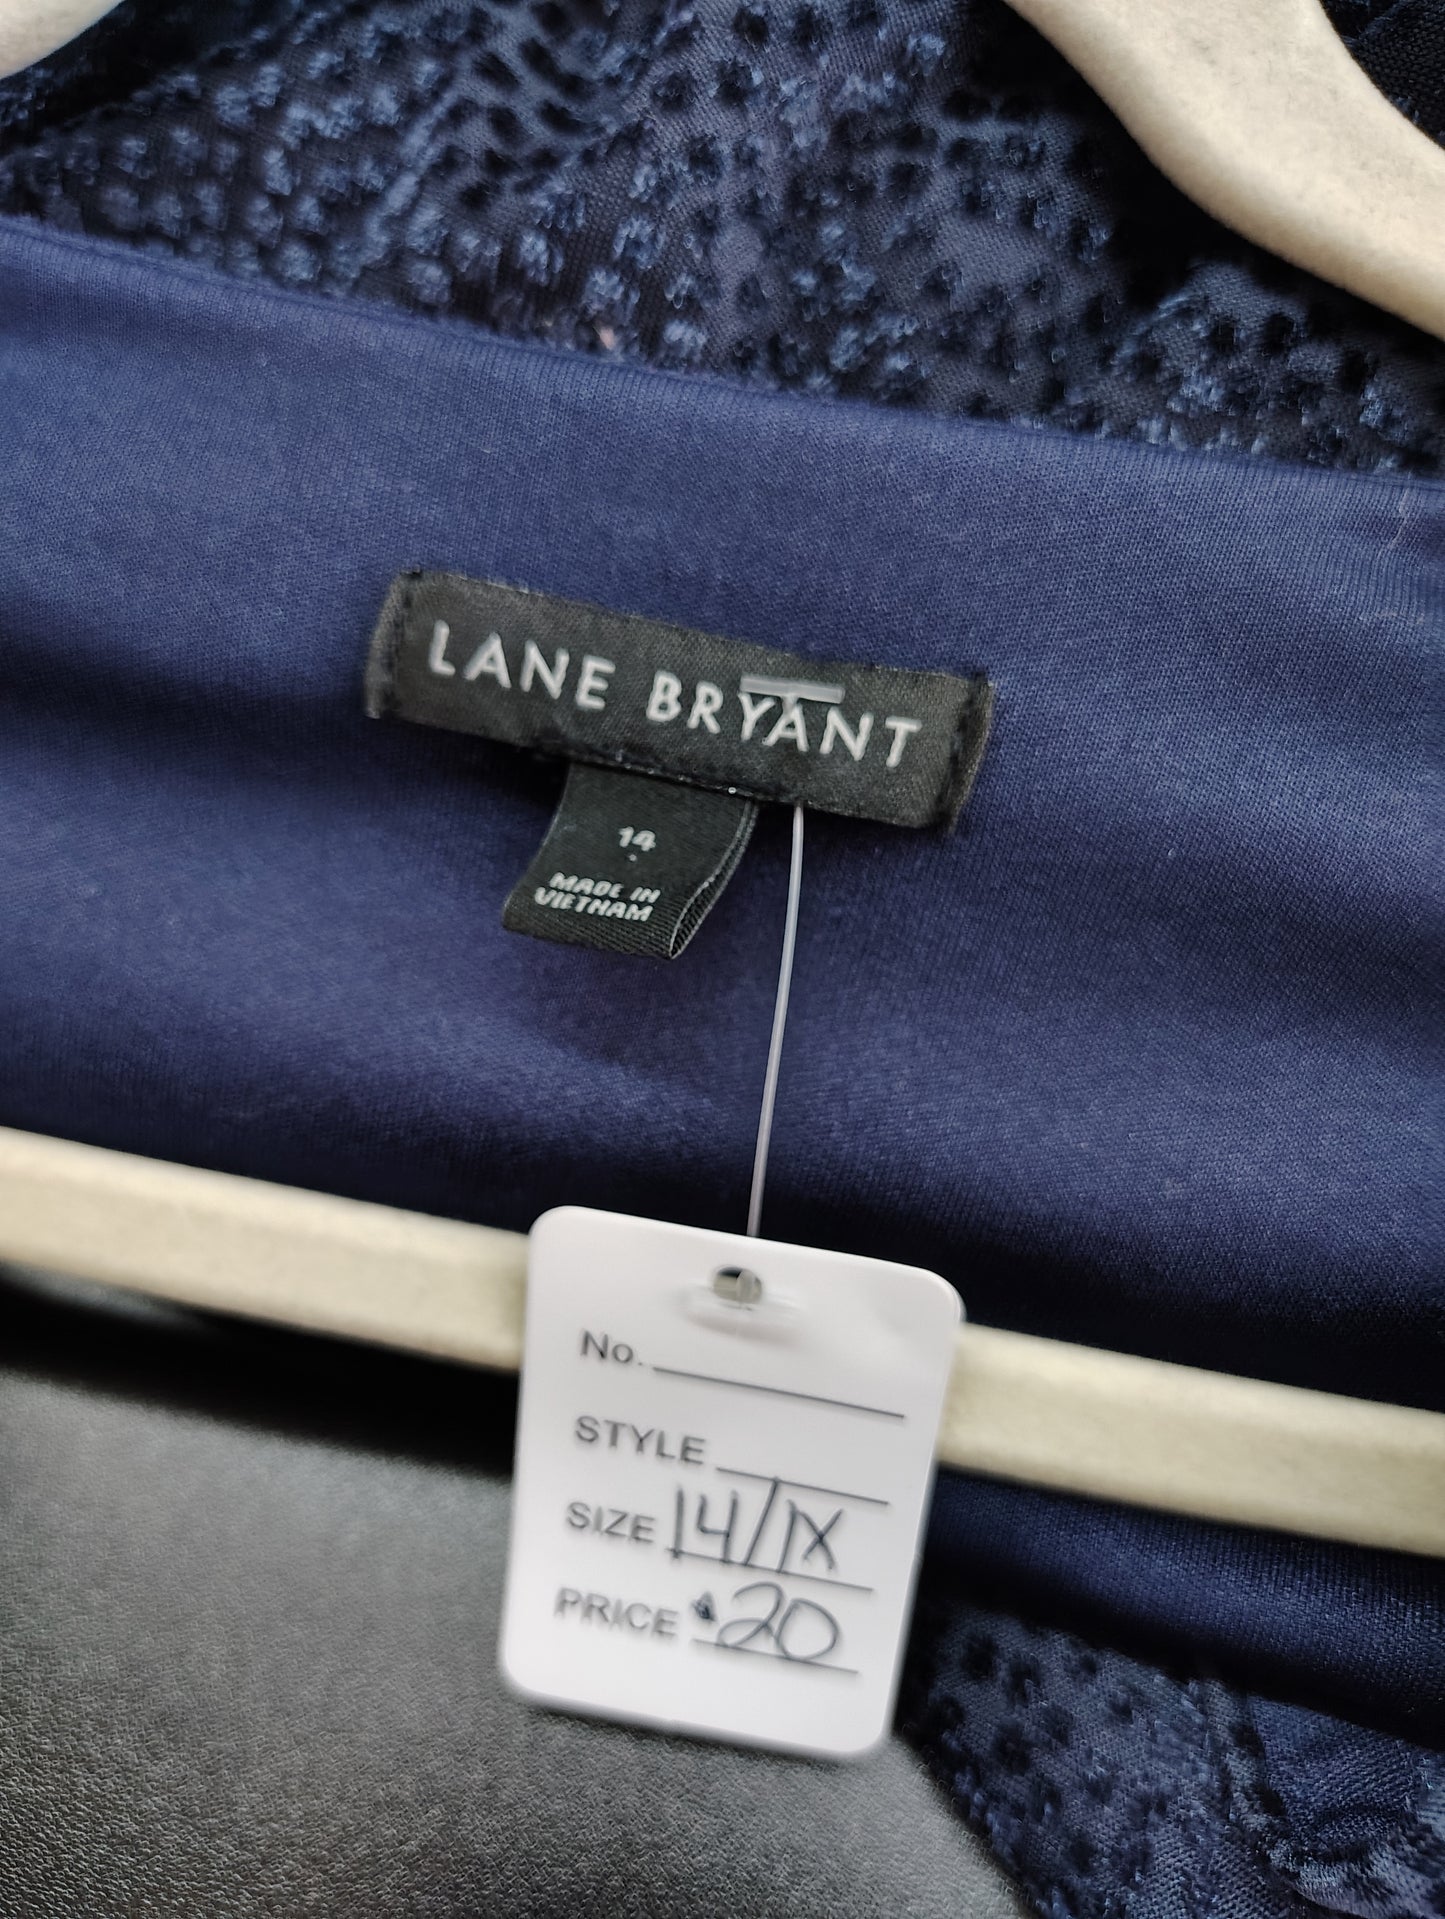 LANE BRYANT
14
MADE IN
VIETNAM
No.
STYLE
SIZE 14/1X
PRICE $20